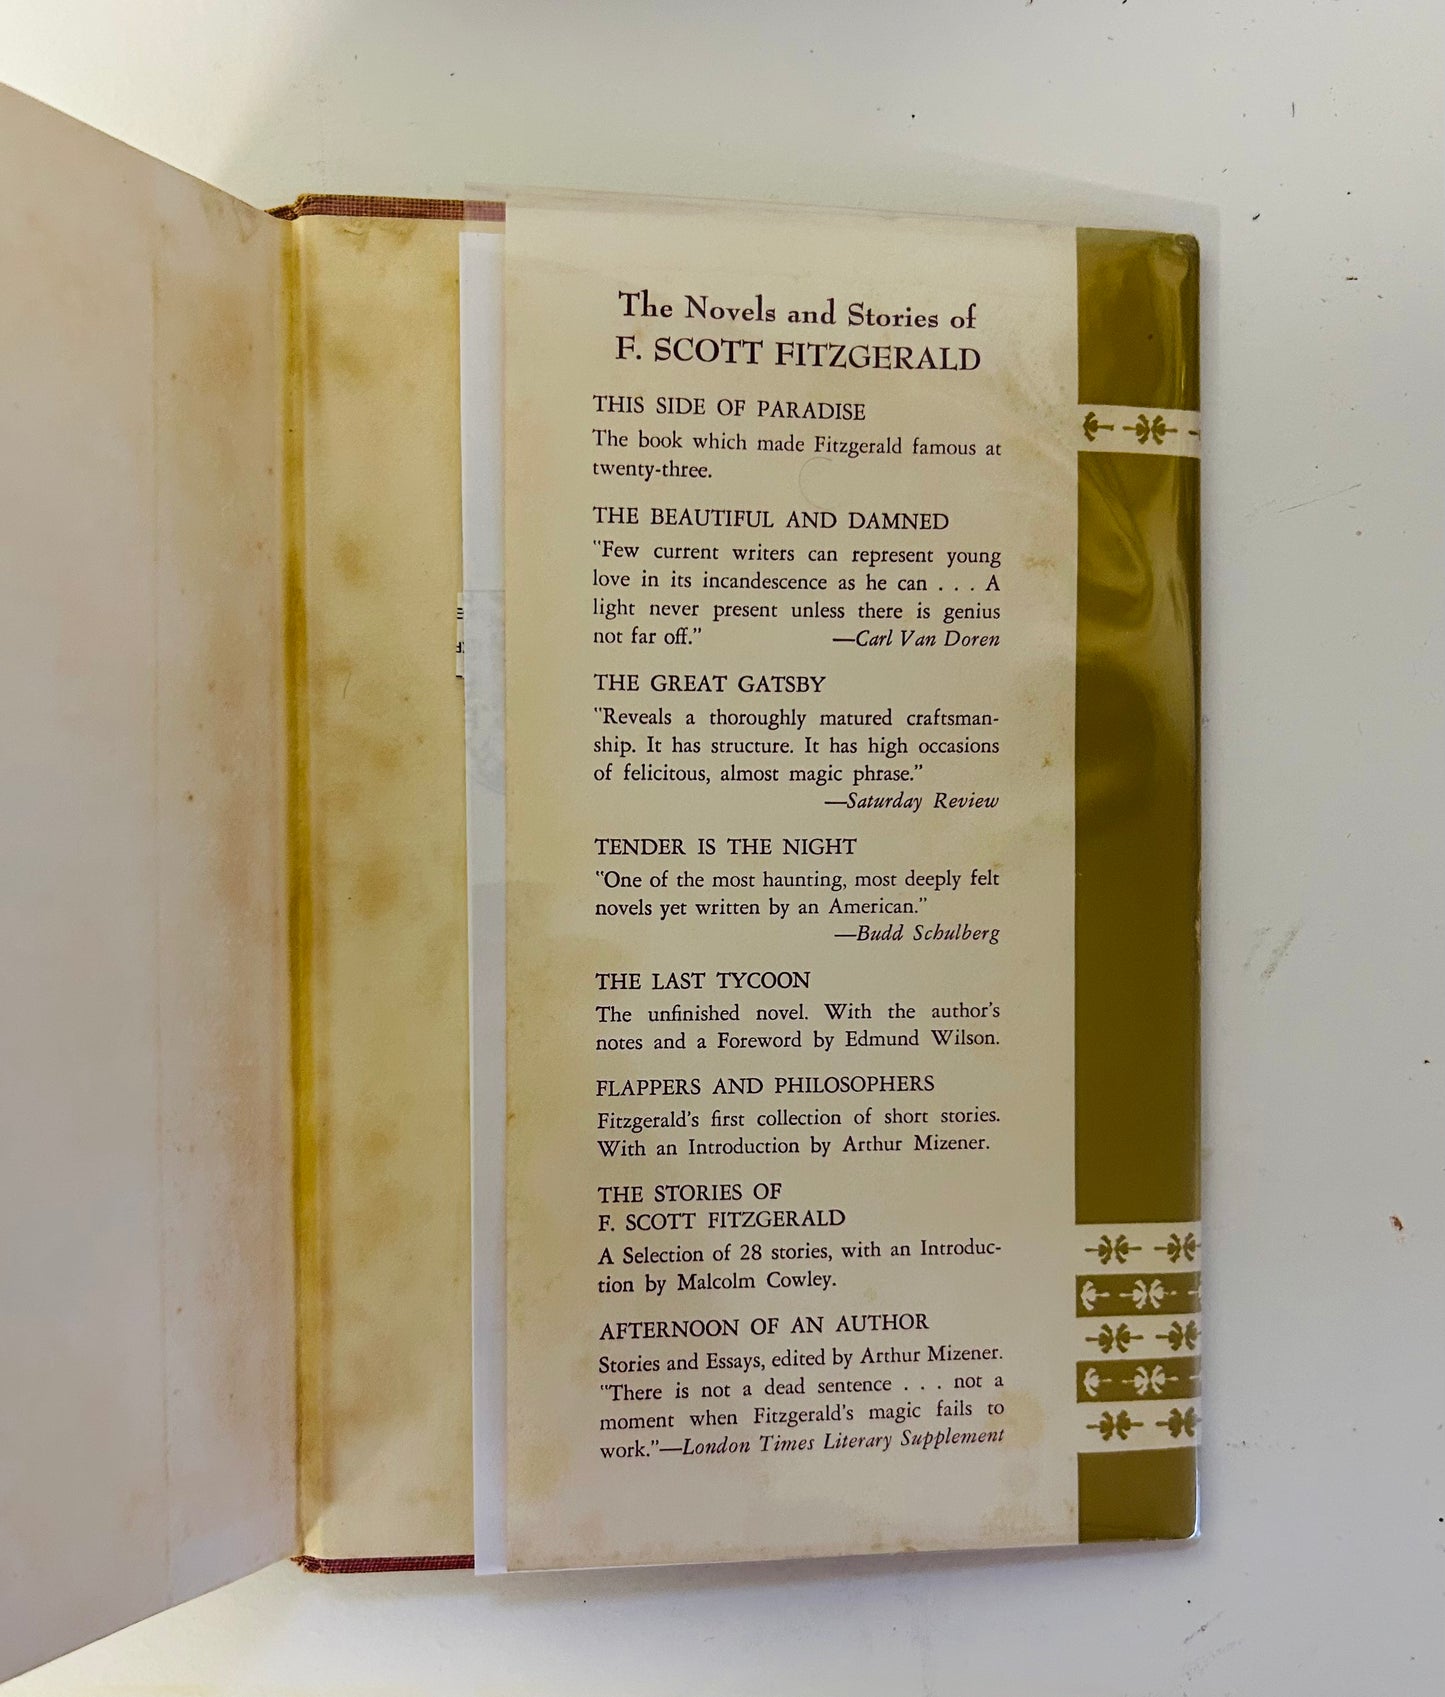 The Novels and Stories of
F. SCOTT FITZGERALD
THIS SIDE OF PARADISE
The book which made Fitzgerald famous at
twenty-three.
THE BEAUTIFUL AND DAMNED
"Few current writers can represent young
love in its incandescence as he can . . . A
light never present unless there is genius
not far off." —Carl Van Doren
THE GREAT GATSBY
"Reveals a thoroughly matured craftsman-
ship. It has structure. It has high occasions
of felicitous, almost magic phrase."
—Saturday Review
TENDER IS THE NIGHT
"One of the most haunting, most deeply felt
novels yet written by an American."
—Budd Schulberg
THE LAST TYCOON
The unfinished novel. With the author's
notes and a Foreword by Edmund Wilson.
FLAPPERS AND PHILOSOPHERS
Fitzgerald's first collection of short stories.
With an Introduction by Arthur Mizener.
THE STORIES OF
F. SCOTT FITZGERALD
A Selection of 28 stories, with an Introduc-
tion by Malcolm Cowley.
AFTERNOON OF AN AUTHOR
Stories and Essays, edited by Arthur Mizener.
"There is not a dead sentence . . . not a
moment when Fitzgerald's magic fails to
work."—London Times Literary Supplement